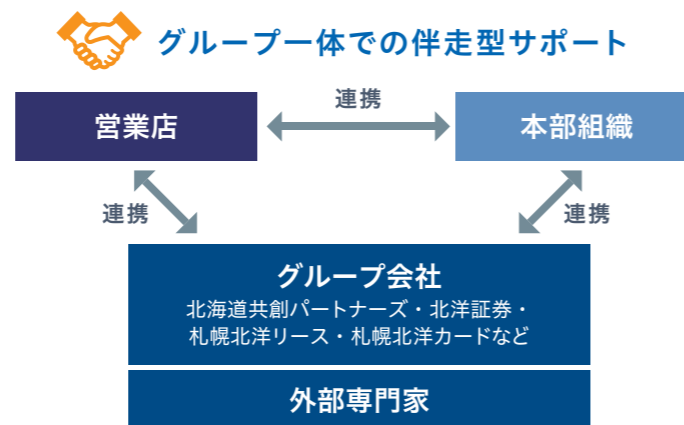 グループ一体での伴走型サポート
連携
営業店
本部組織
連携
連携
グループ会社
北海道共創パートナーズ・北洋証券・
札幌北洋リース・札幌北洋カードなど
外部専門家